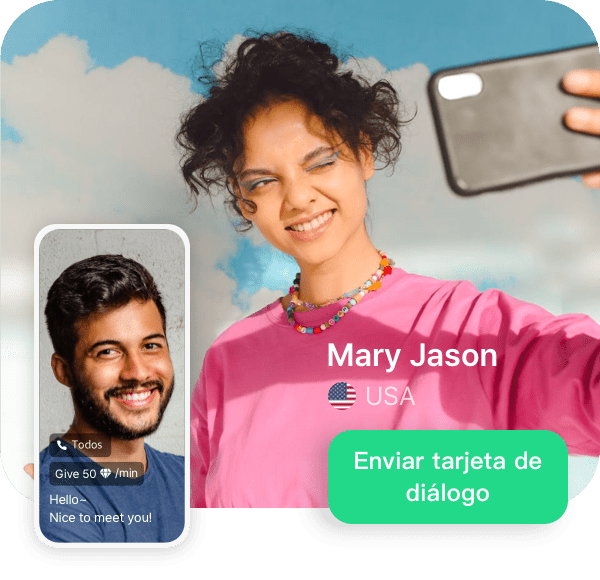 Mary Jason
USA
Enviar tarjeta de
diálogo
Todos
Give 50 /min
Hello~
Nice to meet you!